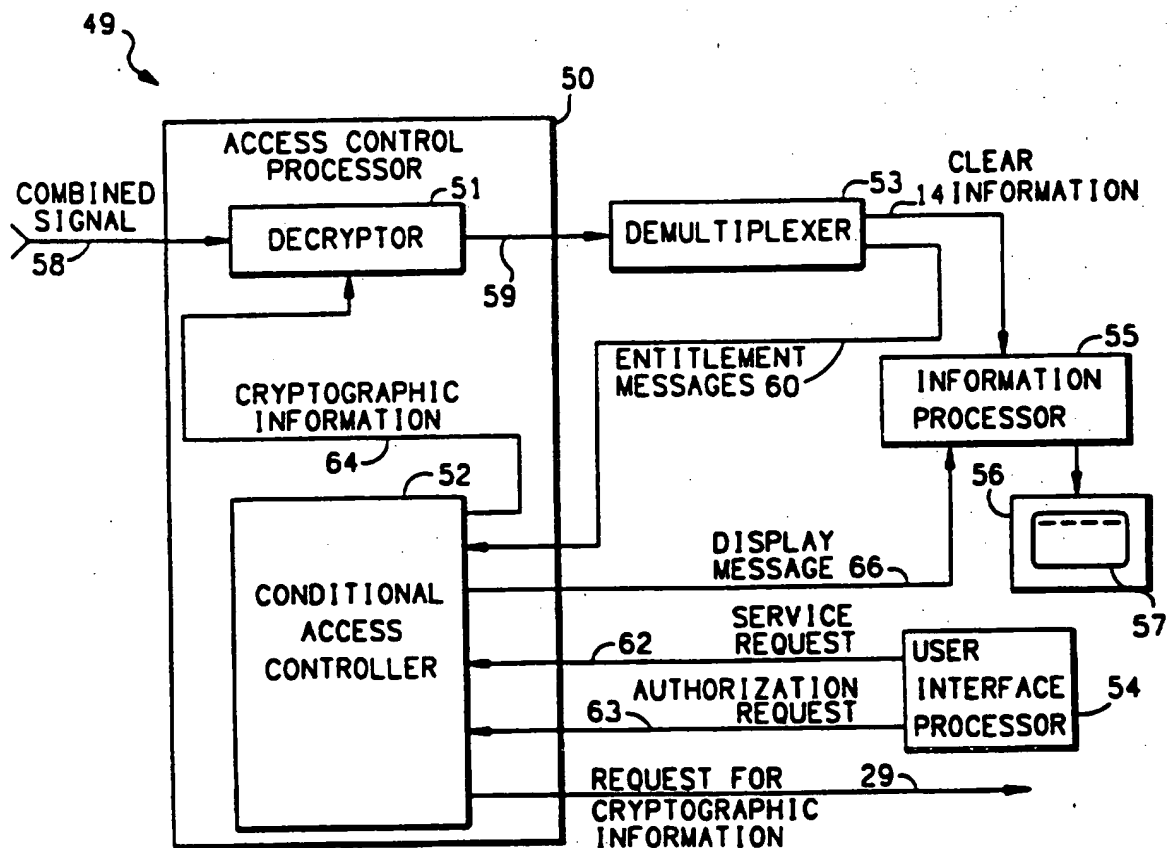 49
50
ACCESS CONTROL
PROCESSOR
COMBINED
SIGNAL
58
51
DECRYPTOR
59
53
DEMULTIPLEXER
CLEAR
14 INFORMATION
ENTITLEMENT
MESSAGES 60
55
INFORMATION
PROCESSOR
CRYPTOGRAPHIC
INFORMATION
64
52
CONDITIONAL
ACCESS
CONTROLLER
56
57
DISPLAY
MESSAGE 66
SERVICE
REQUEST
62
AUTHORIZATION
REQUEST
63
USER
INTERFACE
PROCESSOR
54
REQUEST FOR
CRYPTOGRAPHIC
INFORMATION
29